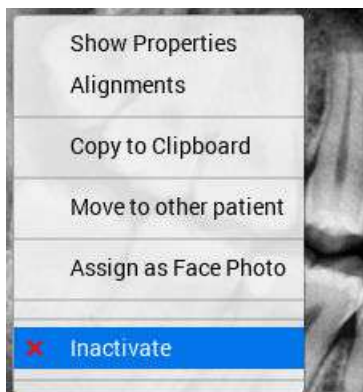 Show Properties
Alignments
Copy to Clipboard
Move to other patient
Assign as Face Photo
Inactivate